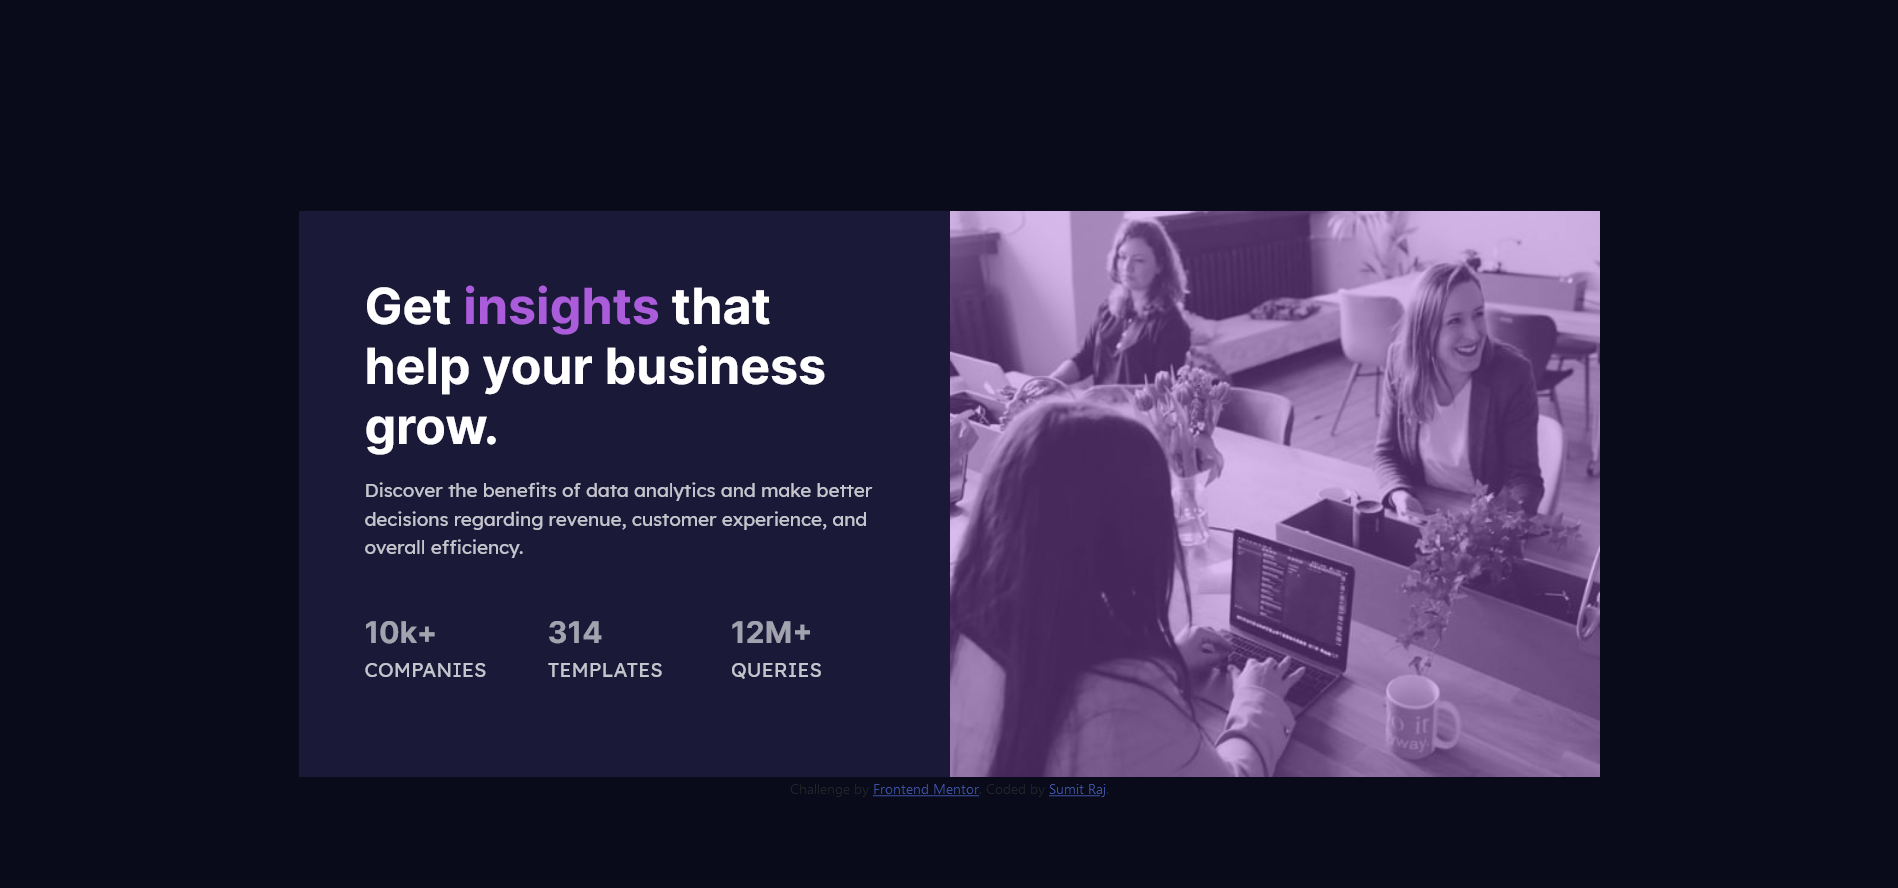 Get insights that
help your business
grow.
Discover the benefits of data analytics and make better
decisions regarding revenue, customer experience, and
overall efficiency.
10k+ 314 12M+
COMPANIES TEMPLATES QUERIES
Challenge by Frontend Mentor. Coded by Sumit Raj.